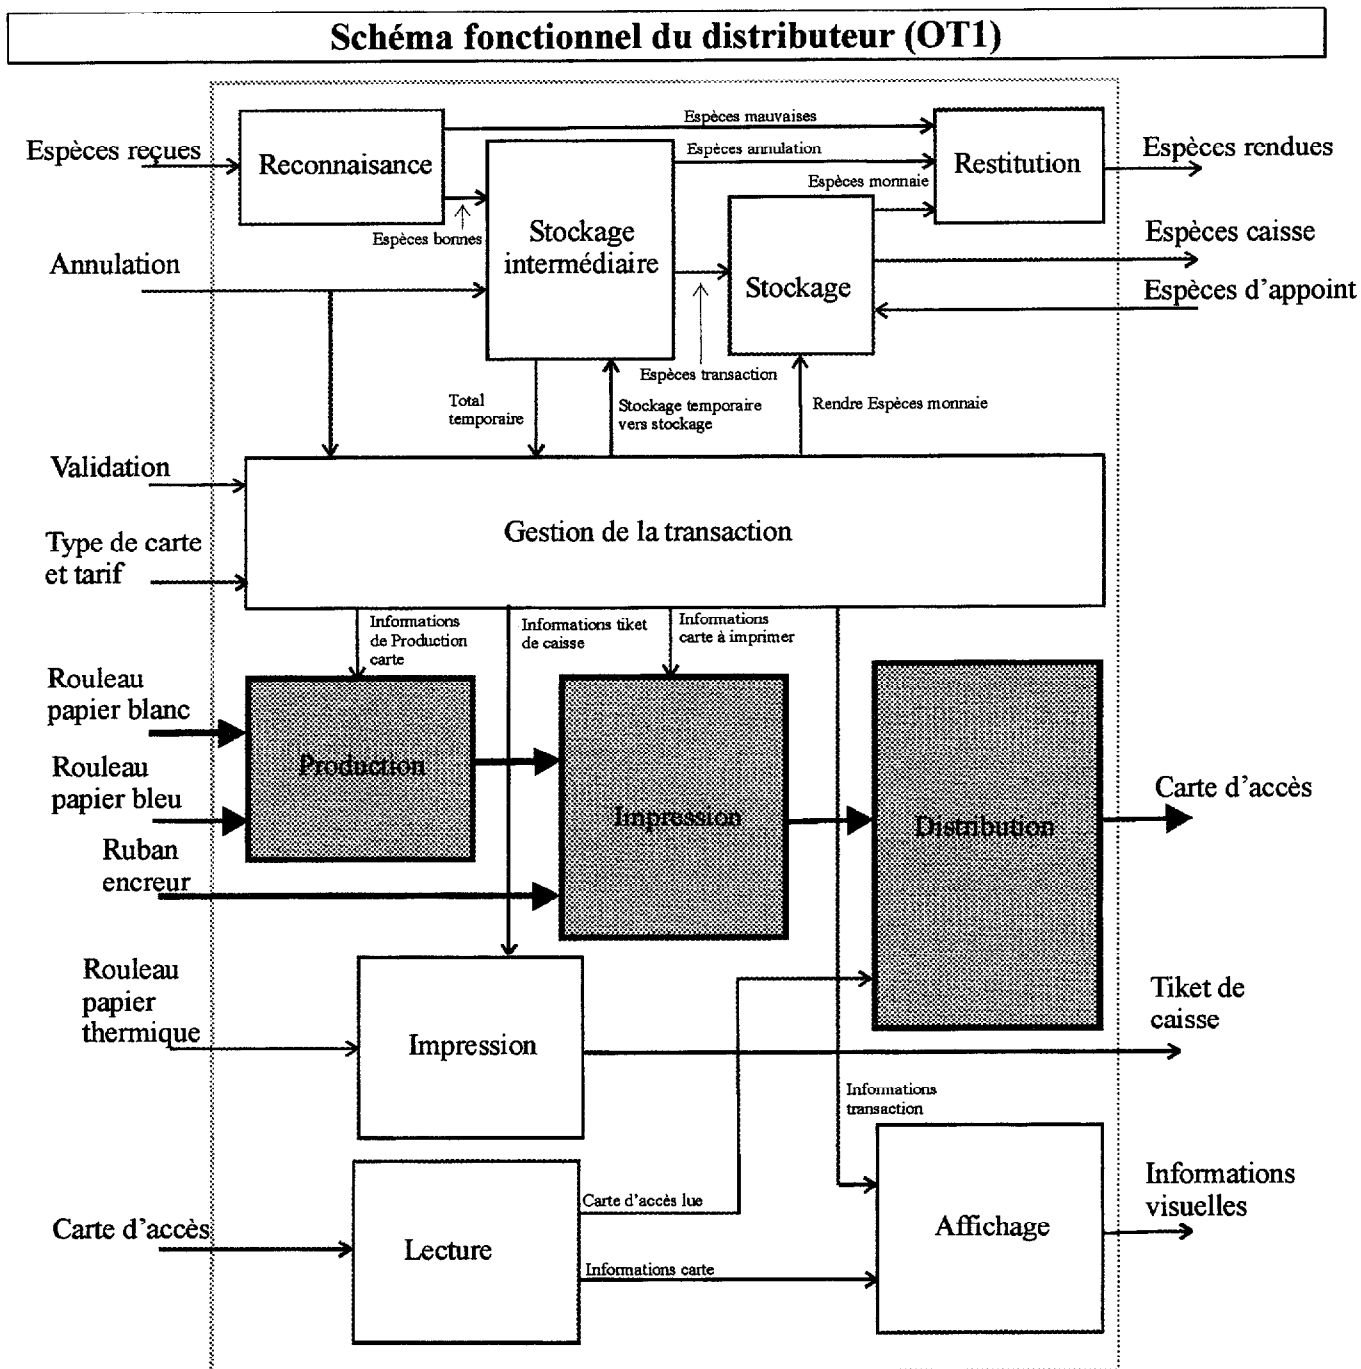 Schéma fonctionnel du distributeur (OT1)
Espèces reçues
Reconnaisance
Espèces mauvaises
Espèces annulation
Espèces monnaie
Restitution
Espèces rendues
Espèces bonnes
Stockage
intermédiaire
Espèces caisse
Annulation
Stockage
Espèces d'appoint
Espèces transaction
Total
temporaire
Stockage temporaire
vers stockage
Rendre Espèces monnaie
Validation
Gestion de la transaction
Type de carte
et tarif
Informations
de Production
carte
Informations tiket
de caisse
Informations
carte à imprimer
Rouleau
papier blanc
Production
Rouleau
papier bleu
Impression
Distribution
Carte d'accès
Ruban
encreur
Rouleau
papier
thermique
Impression
Tiket de
caisse
Informations
transaction
Carte d'accès
Lecture
Carte d'accès lue
Informations carte
Affichage
Informations
visuelles